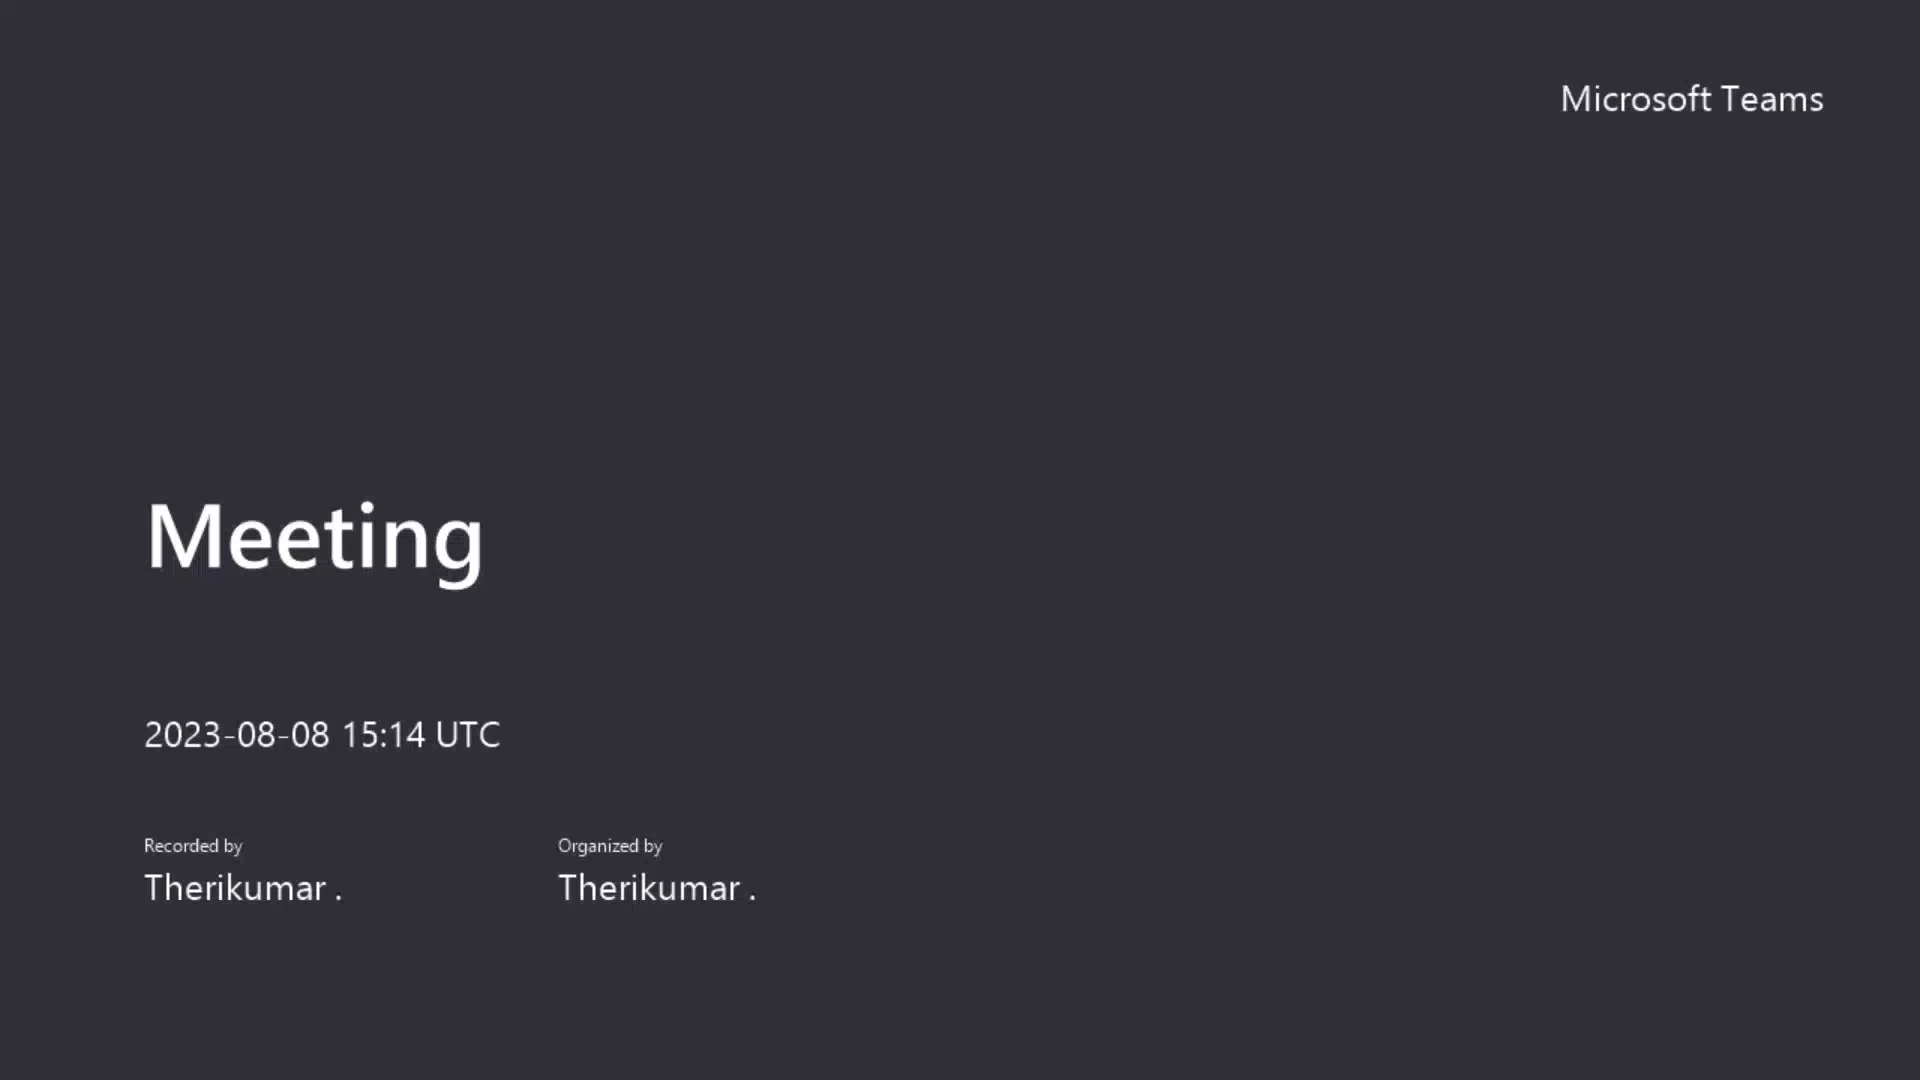 Microsoft Teams
Meeting
2023-08-08 15:14 UTC
Recorded by
Therikumar .
Organized by
Therikumar .